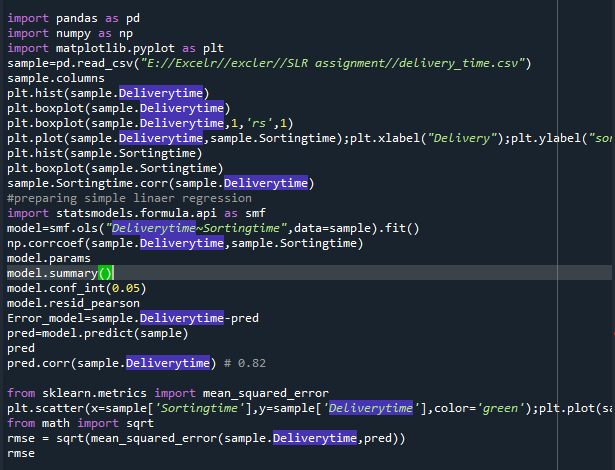 import pandas as pd
import numpy as np
import matplotlib.pyplot as plt
sample=pd.read_csv("E://Excelr//excler//SLR assignment//delivery_time.csv")
sample.columns
plt.hist(sample.Deliverytime)
plt.boxplot(sample.Deliverytime)
plt.boxplot(sample.Deliverytime,1,'rs',1)
plt.plot(sample.Deliverytime,sample.Sortingtime);plt.xlabel("Delivery");plt.ylabel("sor
plt.hist(sample.Sortingtime)
plt.boxplot(sample.Sortingtime)
sample.Sortingtime.corr(sample.Deliverytime)
#preparing simple linaer regression
import statsmodels.formula.api as smf
model=smf.ols("Deliverytime~Sortingtime",data=sample).fit()
np.corrcoef(sample.Deliverytime,sample.Sortingtime)
model.params
model.summary()
model.conf_int(0.05)
model.resid_pearson
Error_model=sample.Deliverytime-pred
pred=model.predict(sample)
pred
pred.corr(sample.Deliverytime) # 0.82
from sklearn.metrics import mean_squared_error
plt.scatter(x=sample['Sortingtime'],y=sample['Deliverytime'],color='green');plt.plot(sa
from math import sqrt
rmse = sqrt(mean_squared_error(sample.Deliverytime,pred))
rmse